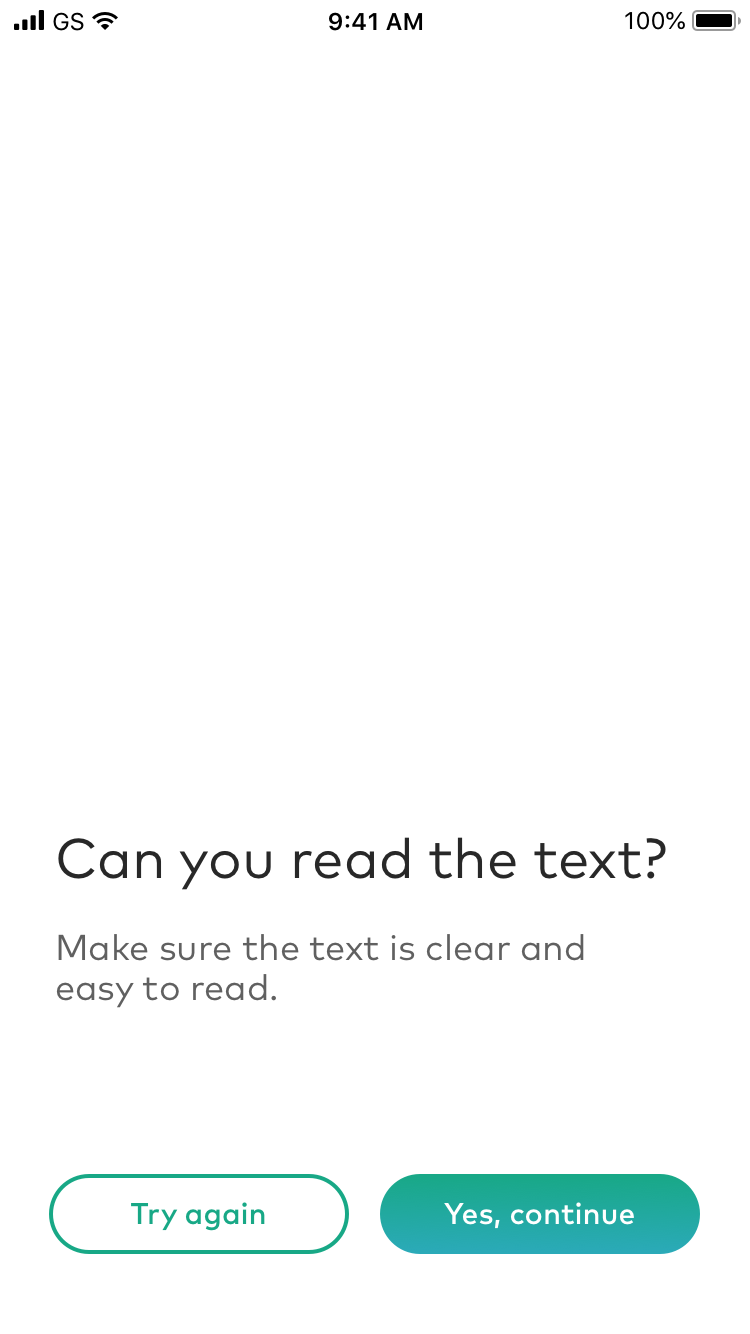 GS 9:41 AM 100%
Can you read the text?
Make sure the text is clear and
easy to read.
Try again Yes, continue